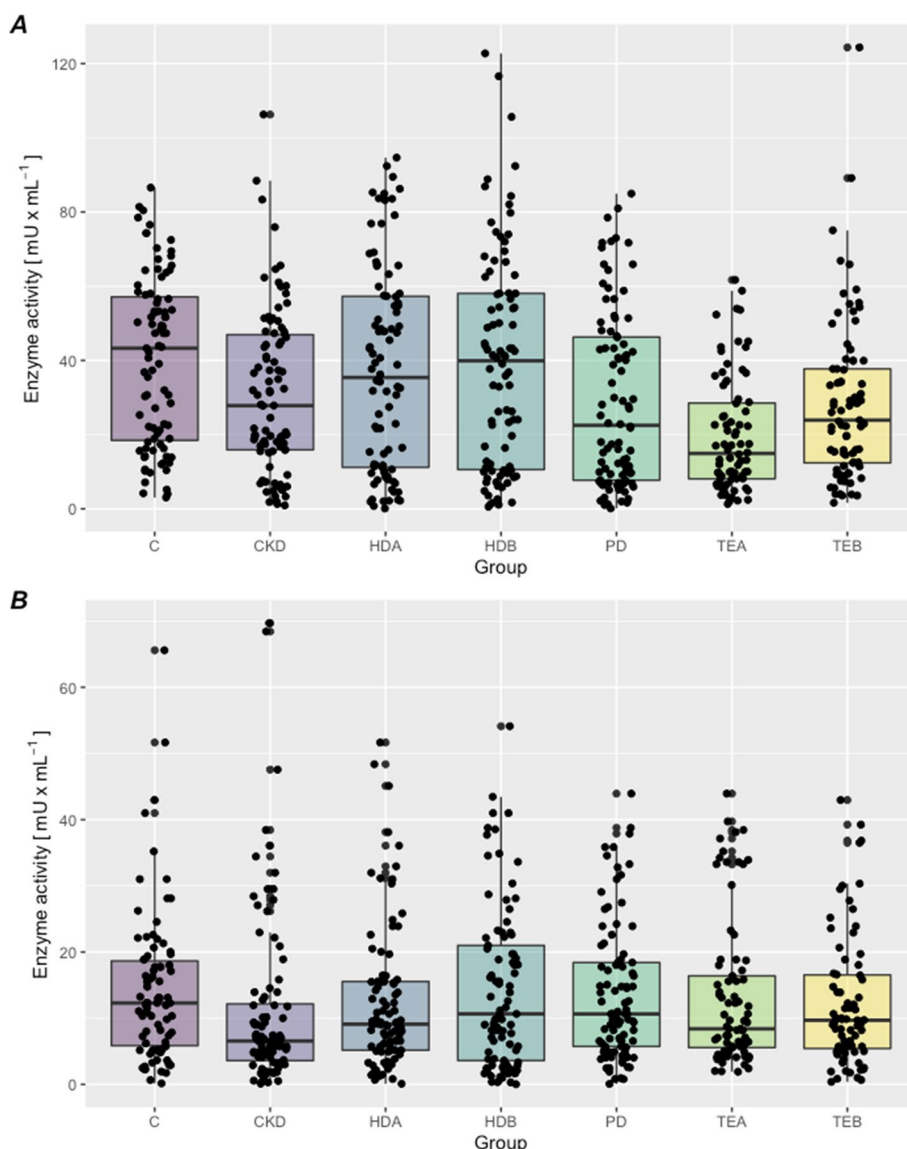 A
Enzyme activity [ mU x mL⁻¹ ]
120
80
40
0
C CKD HDA HDB PD TEA TEB
Group
B
Enzyme activity [ mU x mL⁻¹ ]
60
40
20
0
C CKD HDA HDB PD TEA TEB
Group